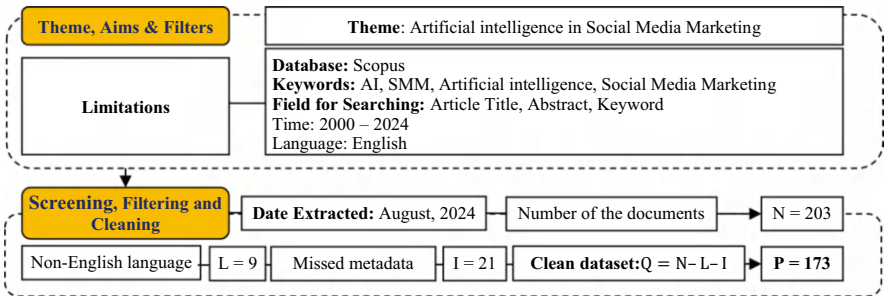 Theme, Aims & Filters
Theme: Artificial intelligence in Social Media Marketing
Limitations
Database: Scopus
Keywords: AI, SMM, Artificial intelligence, Social Media Marketing
Field for Searching: Article Title, Abstract, Keyword
Time: 2000 – 2024
Language: English
Screening, Filtering and
Cleaning
Date Extracted: August, 2024
Number of the documents
N = 203
Non-English language
L = 9
Missed metadata
I = 21
Clean dataset:Q = N– L– I
P = 173